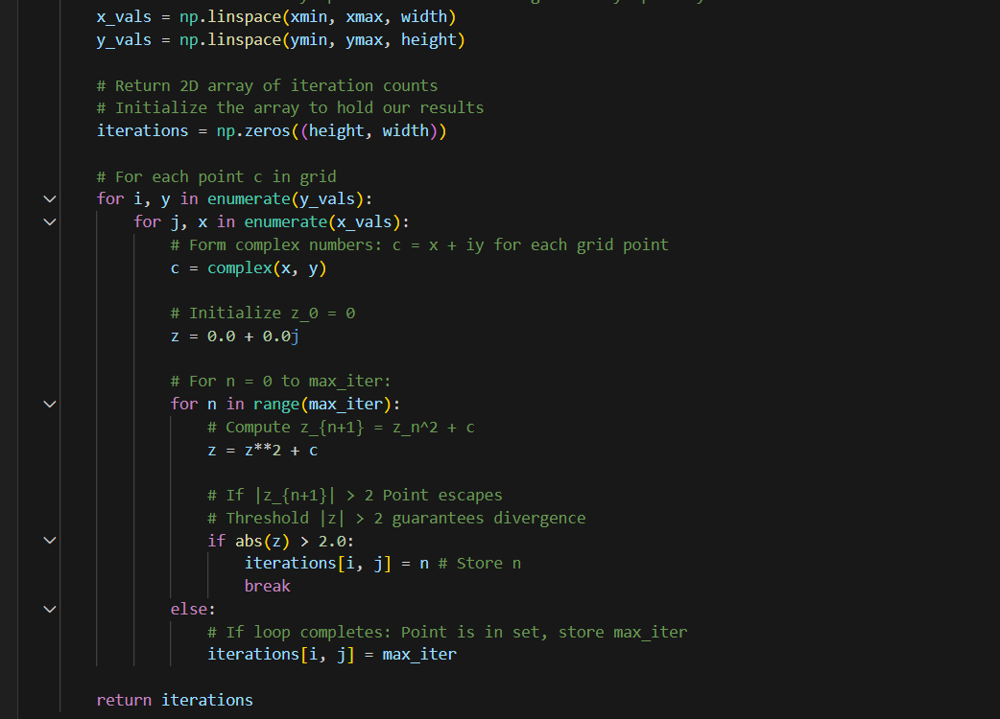 x_vals = np.linspace(xmin, xmax, width)
y_vals = np.linspace(ymin, ymax, height)
# Return 2D array of iteration counts
# Initialize the array to hold our results
iterations = np.zeros((height, width))
# For each point c in grid
for i, y in enumerate(y_vals):
for j, x in enumerate(x_vals):
# Form complex numbers: c = x + iy for each grid point
c = complex(x, y)
# Initialize z_0 = 0
z = 0.0 + 0.0j
# For n = 0 to max_iter:
for n in range(max_iter):
# Compute z_{n+1} = z_n^2 + c
z = z**2 + c
# If |z_{n+1}| > 2 Point escapes
# Threshold |z| > 2 guarantees divergence
if abs(z) > 2.0:
iterations[i, j] = n # Store n
break
else:
# If loop completes: Point is in set, store max_iter
iterations[i, j] = max_iter
return iterations